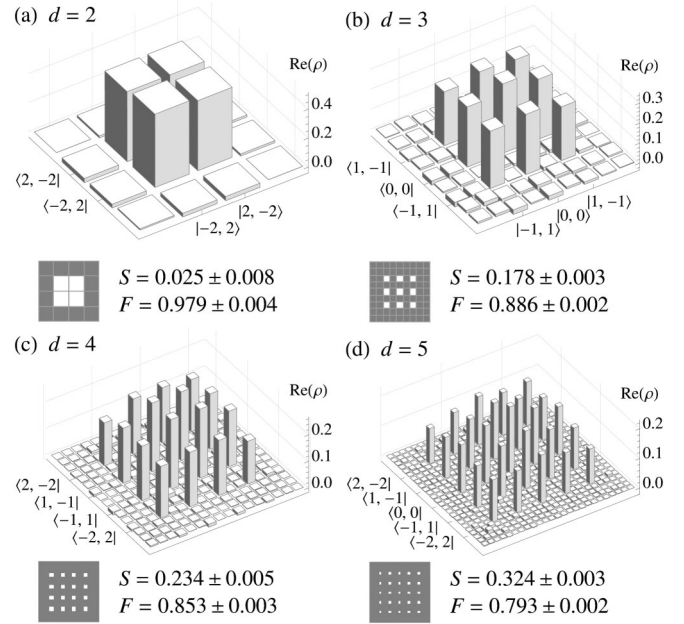 (a) d = 2
Re(ρ)
0.4
0.2
0.0
⟨2, −2|
⟨−2, 2|
|2, −2⟩
|−2, 2⟩
S = 0.025 ± 0.008
F = 0.979 ± 0.004
(b) d = 3
Re(ρ)
0.3
0.2
0.1
0.0
⟨1, −1|
⟨0, 0|
⟨−1, 1|
|1, −1⟩
|0, 0⟩
|−1, 1⟩
S = 0.178 ± 0.003
F = 0.886 ± 0.002
(c) d = 4
Re(ρ)
0.2
0.1
0.0
⟨2, −2|
⟨1, −1|
⟨−1, 1|
⟨−2, 2|
S = 0.234 ± 0.005
F = 0.853 ± 0.003
(d) d = 5
Re(ρ)
0.2
0.1
0.0
⟨2, −2|
⟨1, −1|
⟨0, 0|
⟨−1, 1|
⟨−2, 2|
S = 0.324 ± 0.003
F = 0.793 ± 0.002